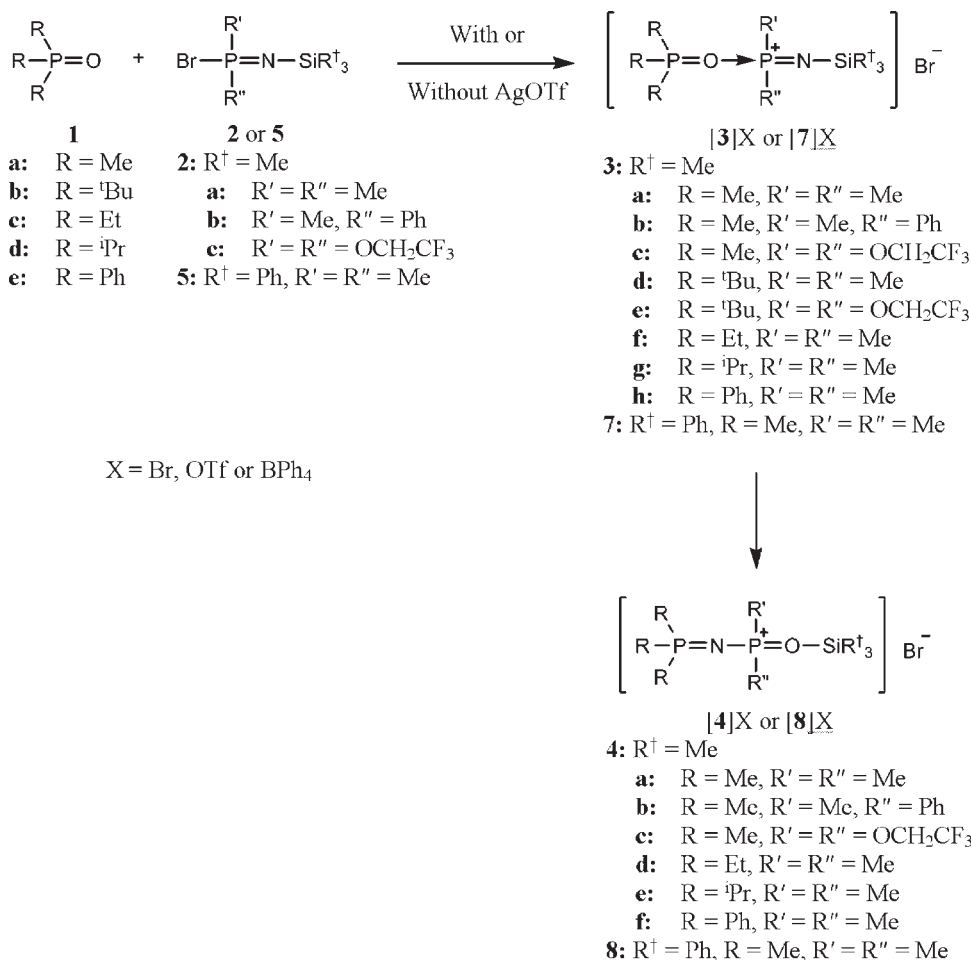 R
R—P=O
R
+
R'
Br—P=N—SiR†3
R"
With or
Without AgOTf
R
R—P=O→P+=N—SiR†3
R
R'
R"
Br−
1
a: R = Me
b: R = tBu
c: R = Et
d: R = iPr
e: R = Ph
2 or 5
2: R† = Me
a: R' = R" = Me
b: R' = Me, R" = Ph
c: R' = R" = OCH2CF3
5: R† = Ph, R' = R" = Me
[3]X or [7]X
3: R† = Me
a: R = Me, R' = R" = Me
b: R = Me, R' = Me, R" = Ph
c: R = Me, R' = R" = OCH2CF3
d: R = tBu, R' = R" = Me
e: R = tBu, R' = R" = OCH2CF3
f: R = Et, R' = R" = Me
g: R = iPr, R' = R" = Me
h: R = Ph, R' = R" = Me
7: R† = Ph, R = Me, R' = R" = Me
X = Br, OTf or BPh4
R
R—P=N—P+=O—SiR†3
R
R'
R"
Br−
[4]X or [8]X
4: R† = Me
a: R = Me, R' = R" = Me
b: R = Me, R' = Me, R" = Ph
c: R = Me, R' = R" = OCH2CF3
d: R = Et, R' = R" = Me
e: R = iPr, R' = R" = Me
f: R = Ph, R' = R" = Me
8: R† = Ph, R = Me, R' = R" = Me